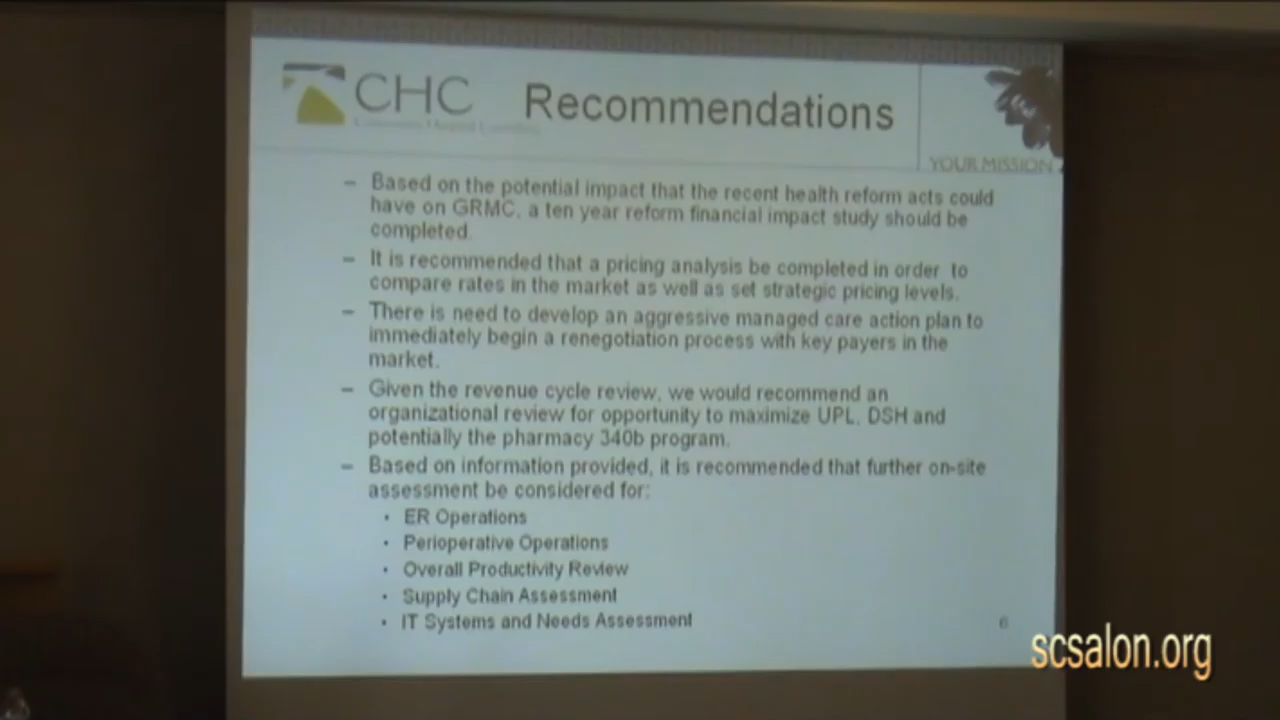 CHC
Recommendations
YOUR MISSION
– Based on the potential impact that the recent health reform acts could
have on GRMC, a ten year reform financial impact study should be
completed.
– It is recommended that a pricing analysis be completed in order to
compare rates in the market as well as set strategic pricing levels.
– There is need to develop an aggressive managed care action plan to
immediately begin a renegotiation process with key payers in the
market.
– Given the revenue cycle review, we would recommend an
organizational review for opportunity to maximize UPL, DSH and
potentially the pharmacy 340b program.
– Based on information provided, it is recommended that further on-site
assessment be considered for:
· ER Operations
· Perioperative Operations
· Overall Productivity Review
· Supply Chain Assessment
· IT Systems and Needs Assessment
6
scsalon.org